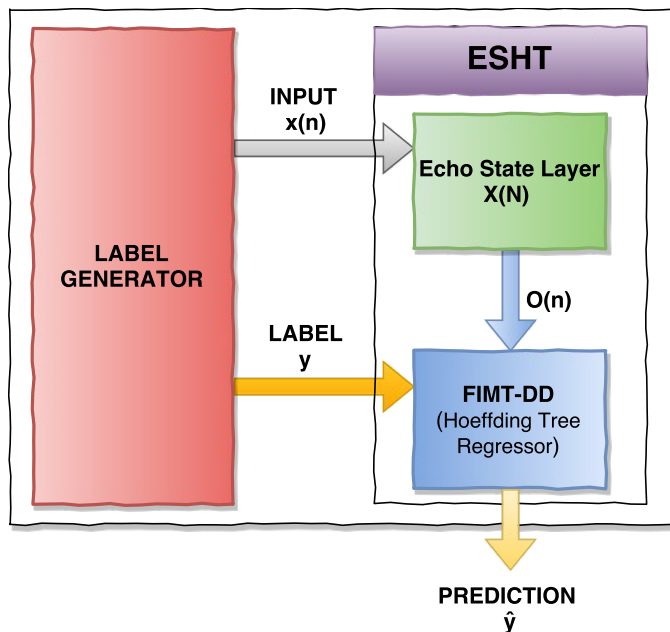 ESHT
INPUT
x(n)
Echo State Layer
X(N)
LABEL
GENERATOR
O(n)
LABEL
y
FIMT-DD
(Hoeffding Tree
Regressor)
PREDICTION
ŷ